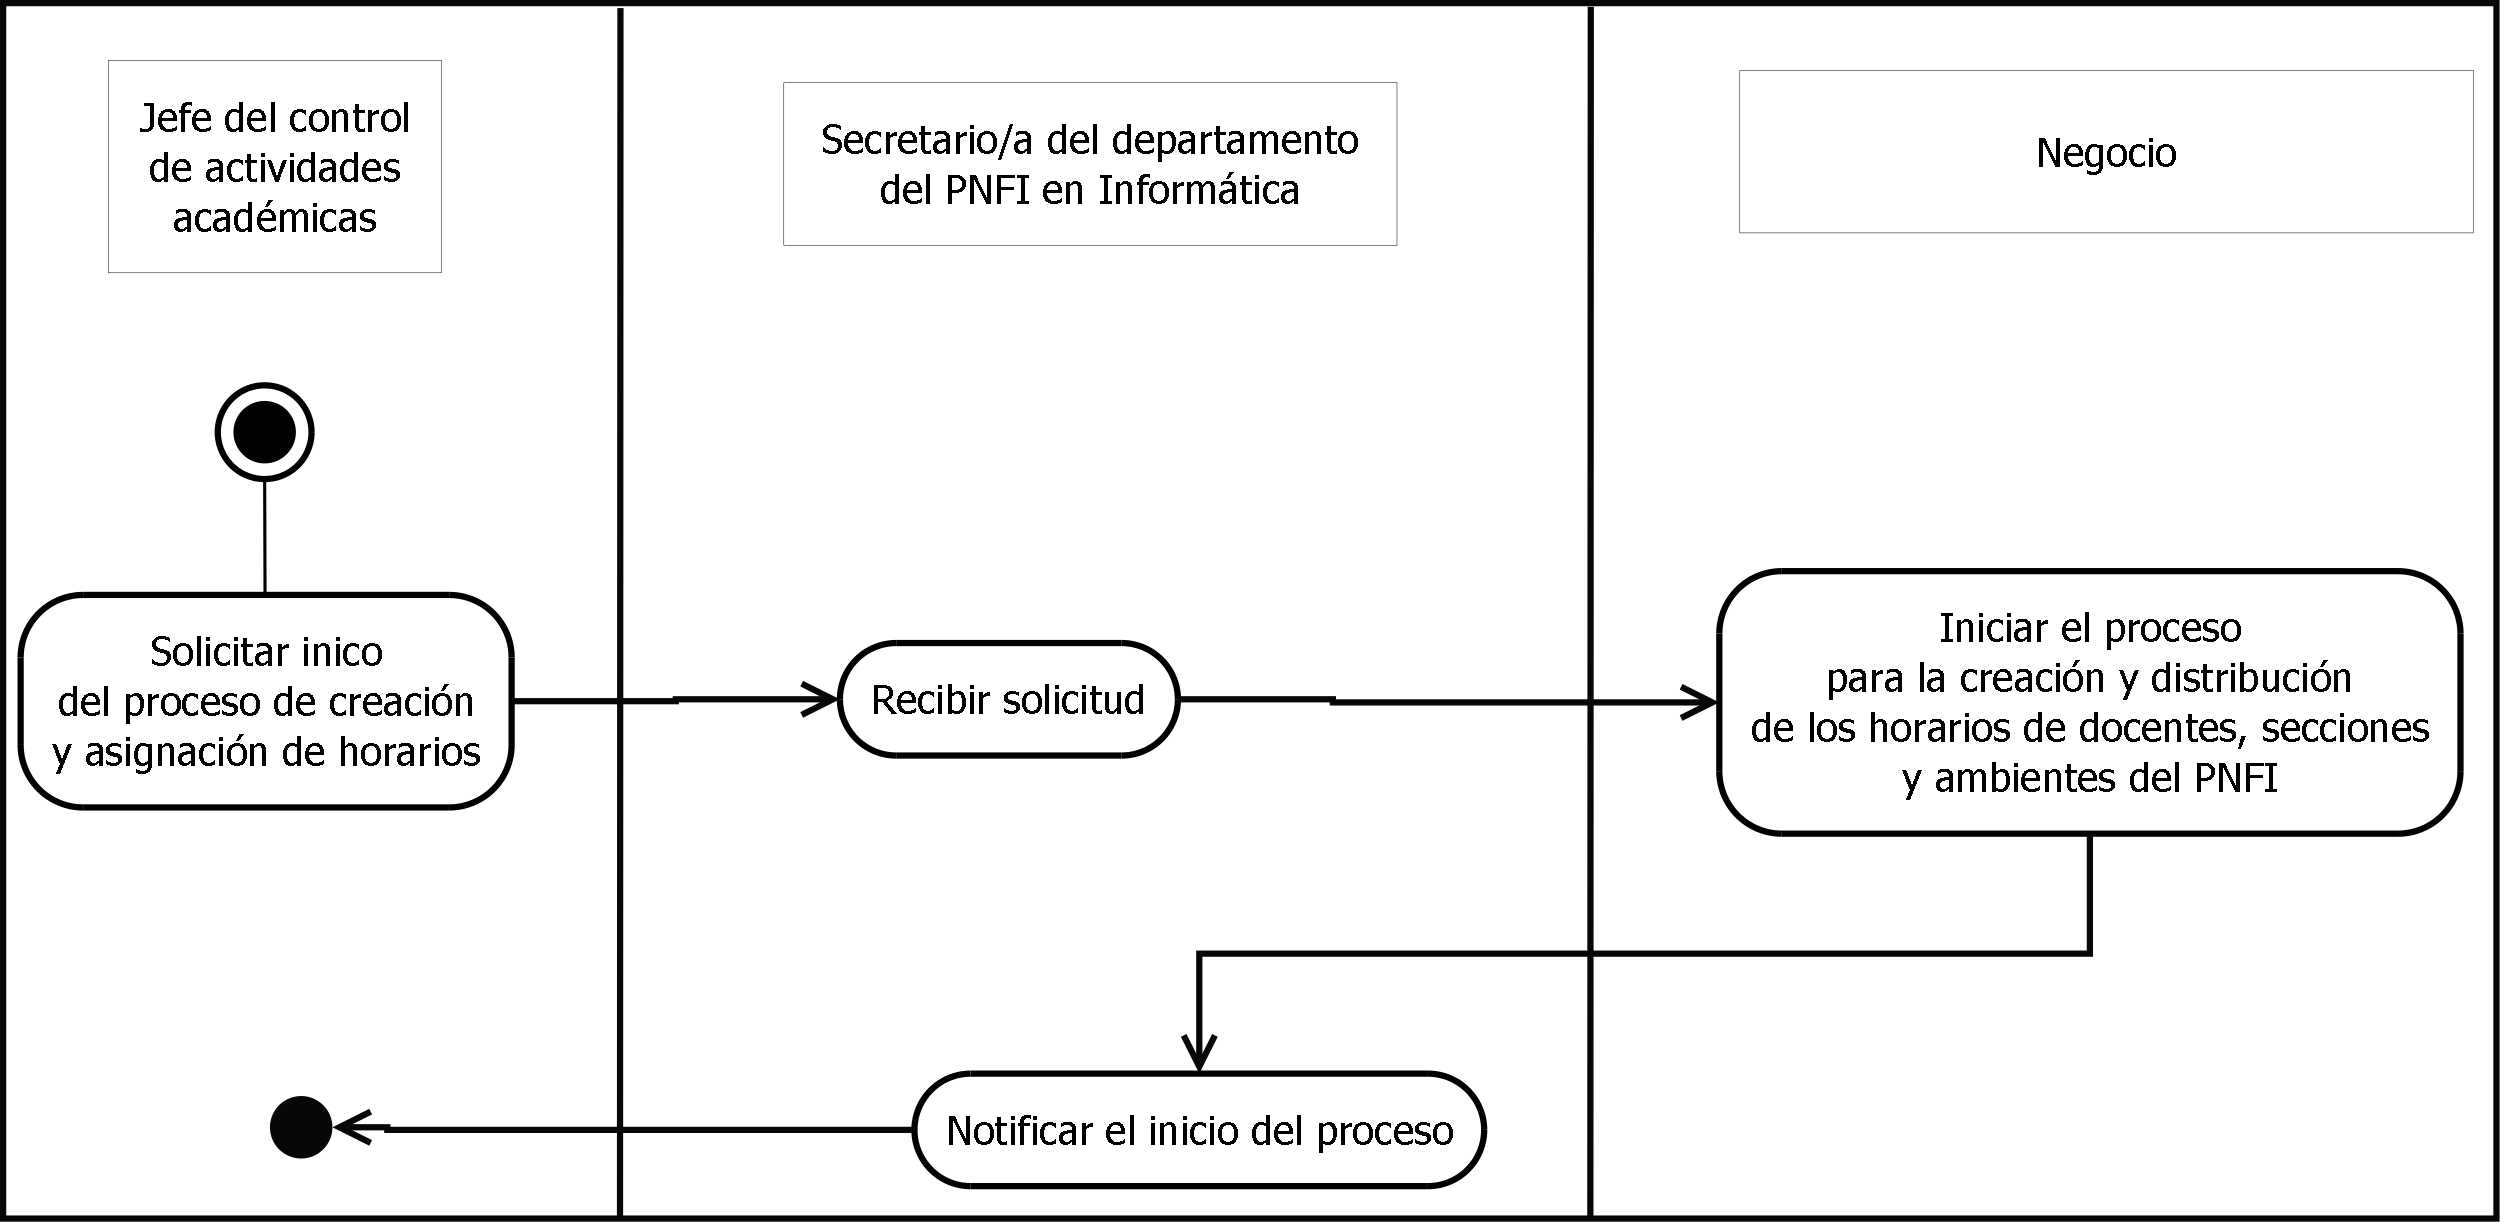 Jefe del control
de actividades
académicas
Secretario/a del departamento
del PNFI en Informática
Negocio
Solicitar inico
del proceso de creación
y asignación de horarios
Recibir solicitud
Iniciar el proceso
para la creación y distribución
de los horarios de docentes, secciones
y ambientes del PNFI
Notificar el inicio del proceso